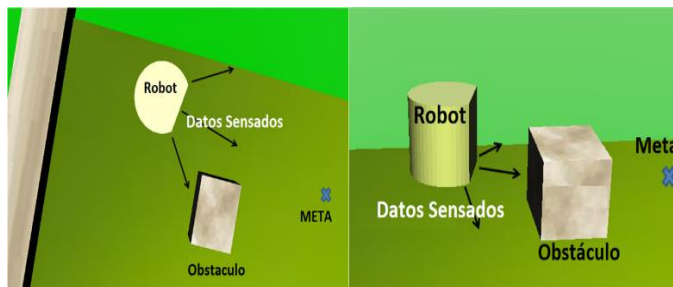 Robot
Datos Sensados
META
Obstaculo
Robot
Meta
Datos Sensados
Obstáculo